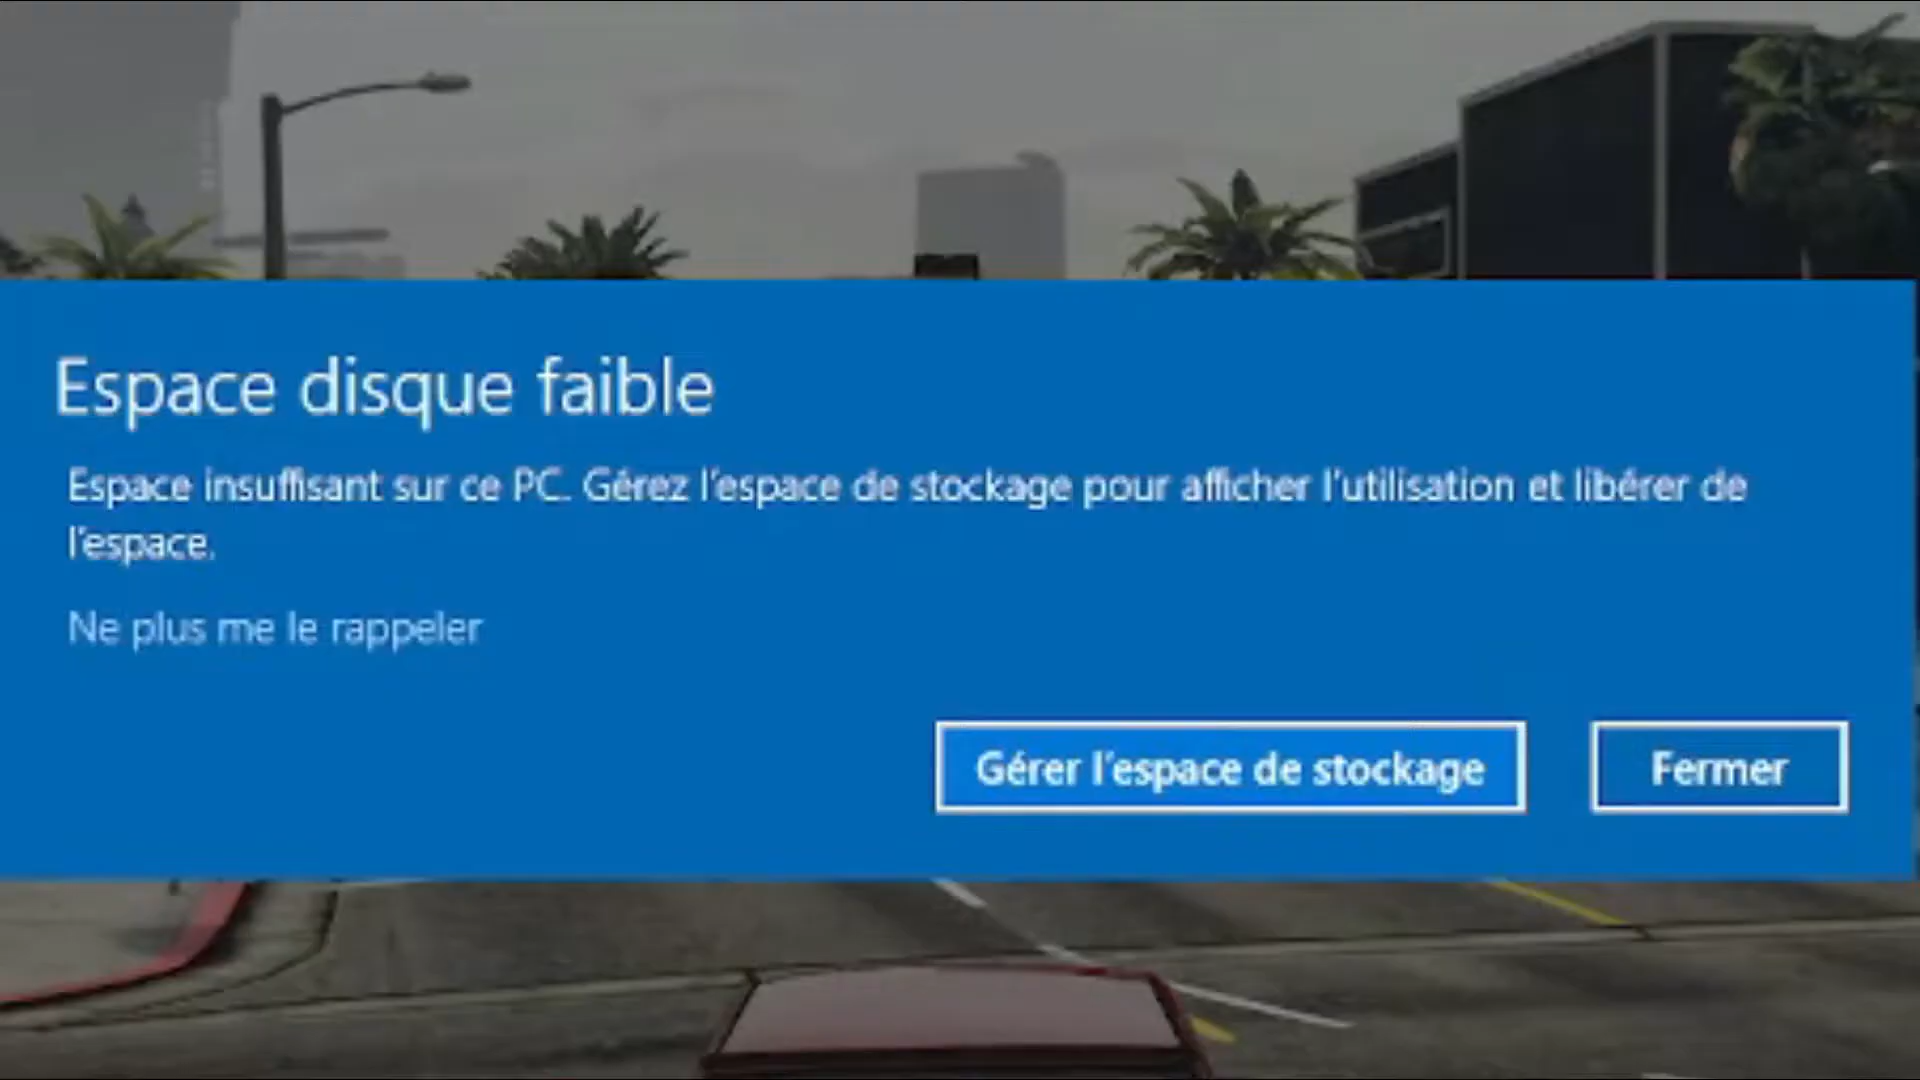 Espace disque faible
Espace insuffisant sur ce PC. Gérez l'espace de stockage pour afficher l'utilisation et libérer de
l'espace.
Ne plus me le rappeler
Gérer l'espace de stockage
Fermer